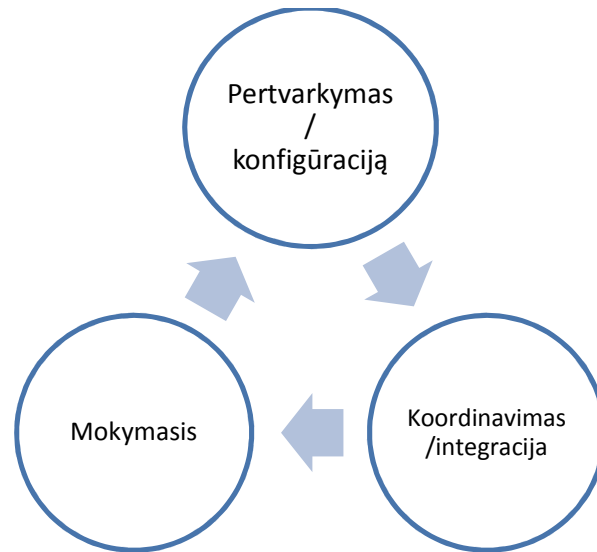 Pertvarkymas
/
konfigūraciją
Mokymasis
Koordinavimas
/integracija